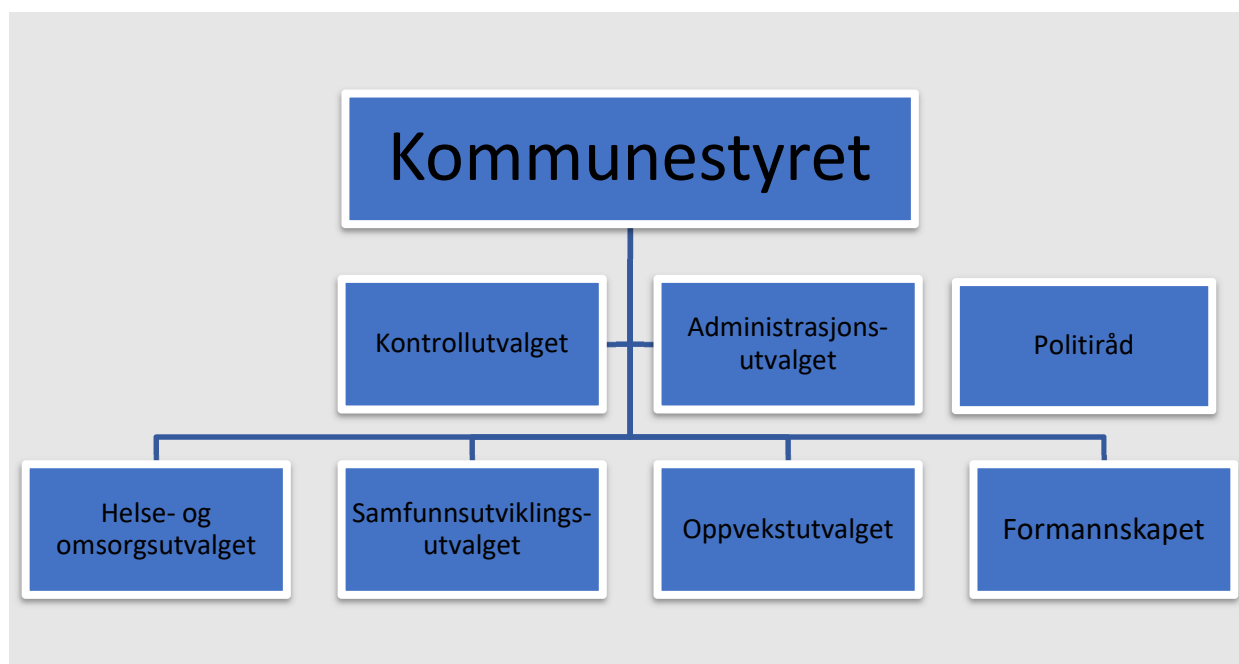 Kommunestyret
Kontrollutvalget
Administrasjons-
utvalget
Politiråd
Helse- og
omsorgsutvalget
Samfunnsutviklings-
utvalget
Oppvekstutvalget
Formannskapet